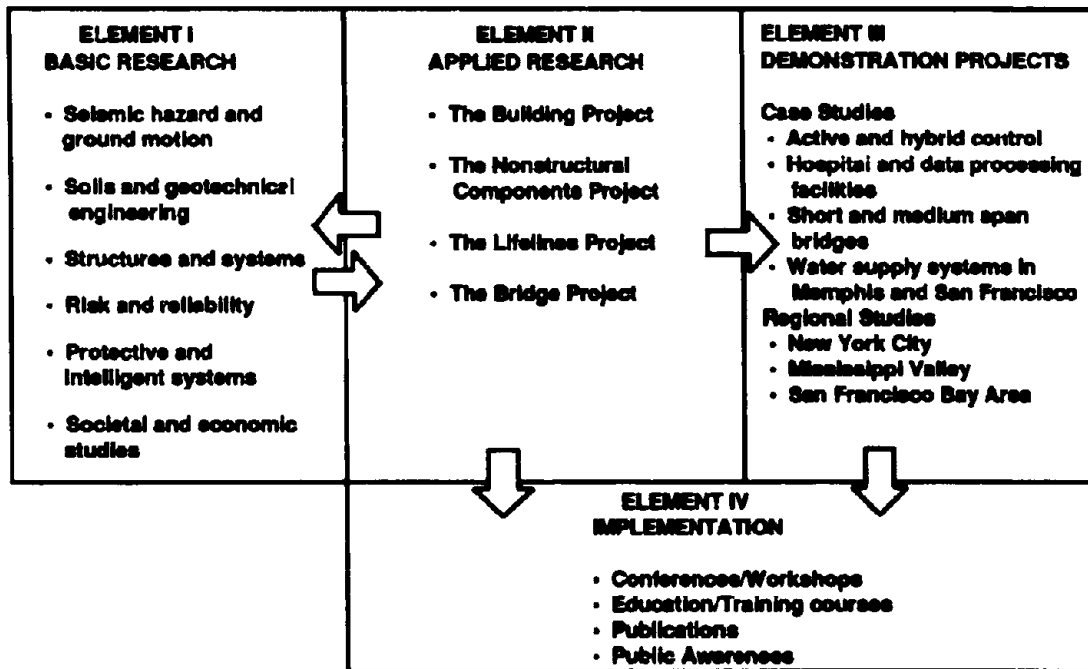 ELEMENT I
BASIC RESEARCH
• Seismic hazard and
ground motion
• Soils and geotechnical
engineering
• Structures and systems
• Risk and reliability
• Protective and
intelligent systems
• Societal and economic
studies
ELEMENT II
APPLIED RESEARCH
• The Building Project
• The Nonstructural
Components Project
• The Lifelines Project
• The Bridge Project
ELEMENT III
DEMONSTRATION PROJECTS
Case Studies
• Active and hybrid control
• Hospital and data processing
facilities
• Short and medium span
bridges
• Water supply systems in
Memphis and San Francisco
Regional Studies
• New York City
• Mississippi Valley
• San Francisco Bay Area
ELEMENT IV
IMPLEMENTATION
• Conferences/Workshops
• Education/Training courses
• Publications
• Public Awareness